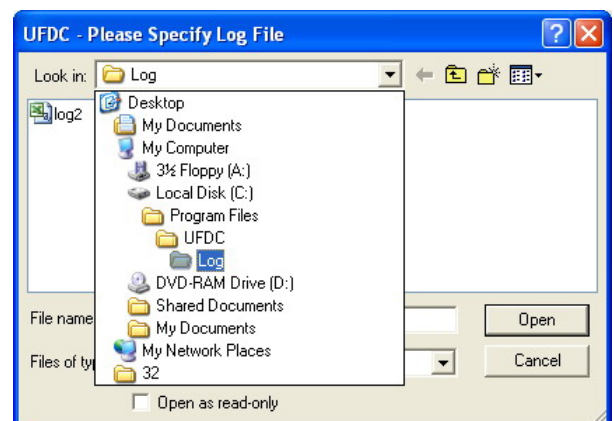 UFDC - Please Specify Log File
Look in: Log
log2
Desktop
My Documents
My Computer
3½ Floppy (A:)
Local Disk (C:)
Program Files
UFDC
Log
DVD-RAM Drive (D:)
Shared Documents
My Documents
My Network Places
32
File name
Open
Files of ty
Cancel
Open as read-only